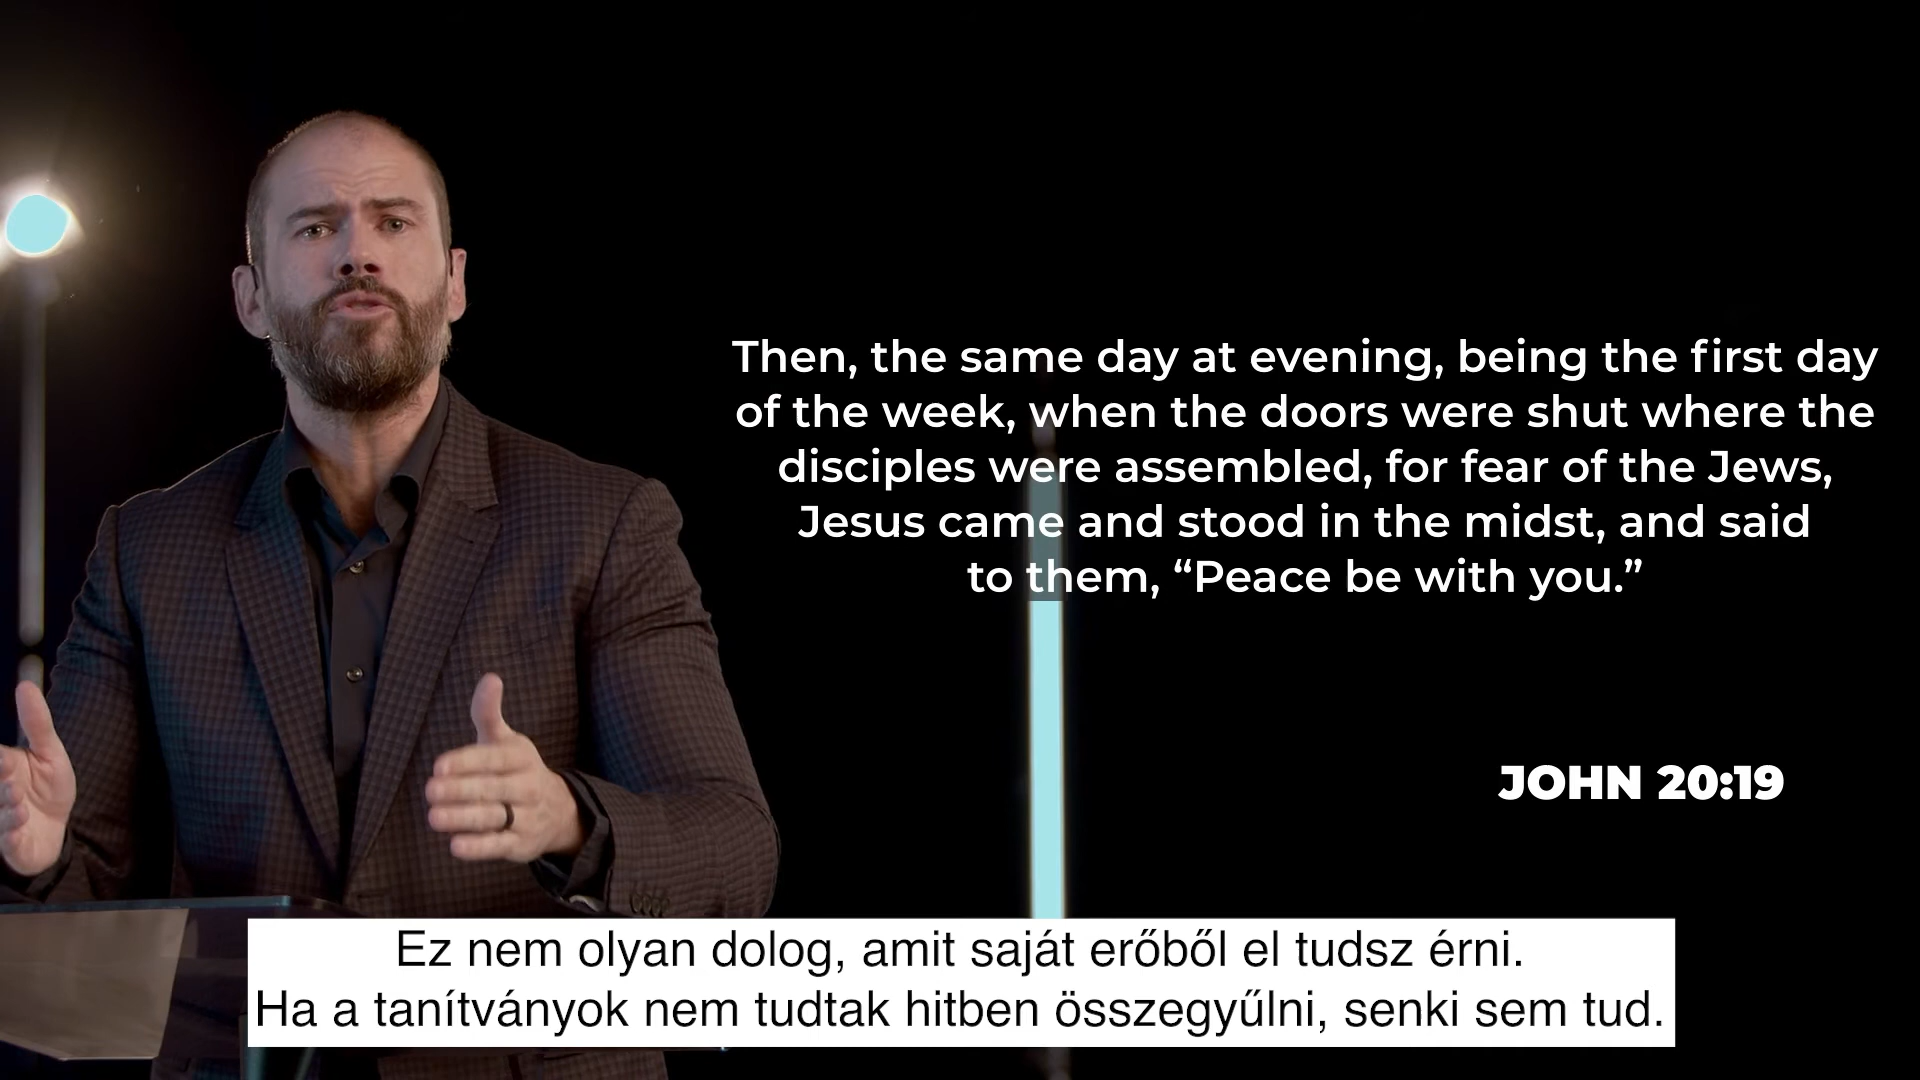 Then, the same day at evening, being the first day
of the week, when the doors were shut where the
disciples were assembled, for fear of the Jews,
Jesus came and stood in the midst, and said
to them, “Peace be with you.”
JOHN 20:19
Ez nem olyan dolog, amit saját erőből el tudsz érni.
Ha a tanítványok nem tudtak hitben összegyűlni, senki sem tud.